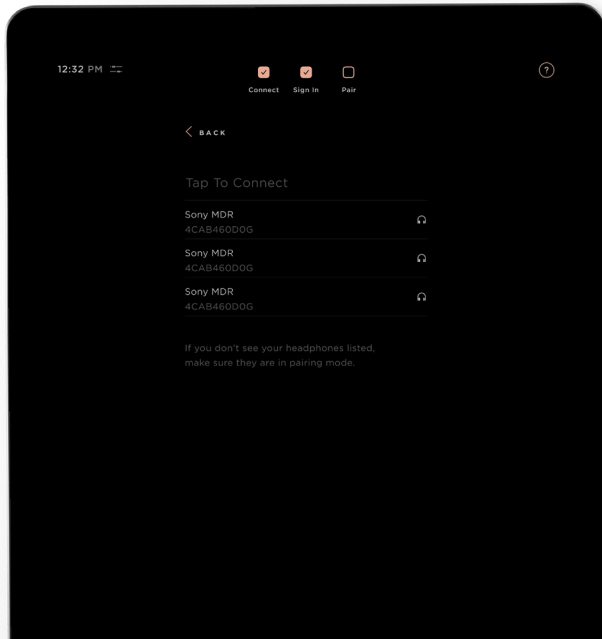 12:32 PM
?
Connect Sign In Pair
BACK
Tap To Connect
Sony MDR
4CAB460D0G
Sony MDR
4CAB460D0G
Sony MDR
4CAB460D0G
If you don't see your headphones listed,
make sure they are in pairing mode.